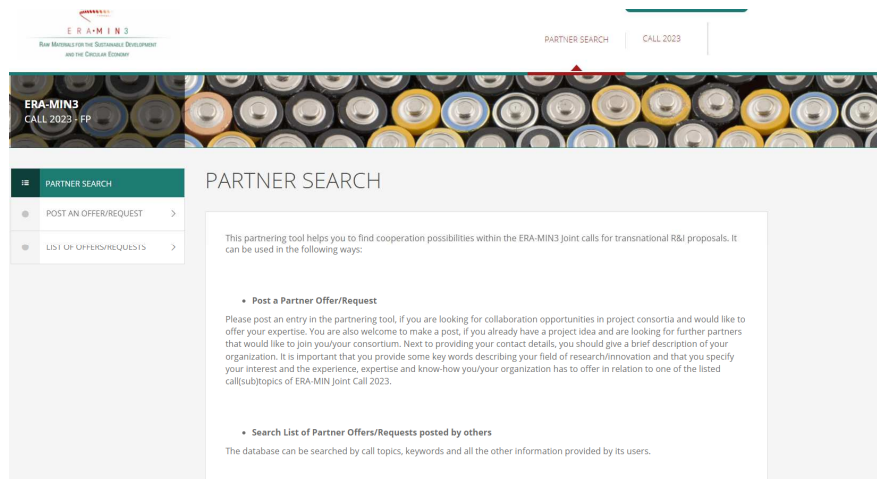 ERA-MIN3
RAW MATERIALS FOR THE SUSTAINABLE DEVELOPMENT
AND THE CIRCULAR ECONOMY
PARTNER SEARCH
CALL 2023
ERA-MIN3
CALL 2023 - FP
PARTNER SEARCH
POST AN OFFER/REQUEST
LIST OF OFFERS/REQUESTS
PARTNER SEARCH
This partnering tool helps you to find cooperation possibilities within the ERA-MIN3 Joint calls for transnational R&I proposals. It
can be used in the following ways:
• Post a Partner Offer/Request
Please post an entry in the partnering tool, if you are looking for collaboration opportunities in project consortia and would like to
offer your expertise. You are also welcome to make a post, if you already have a project idea and are looking for further partners
that would like to join you/your consortium. Next to providing your contact details, you should give a brief description of your
organization. It is important that you provide some key words describing your field of research/innovation and that you specify
your interest and the experience, expertise and know-how you/your organization has to offer in relation to one of the listed
call(sub)topics of ERA-MIN Joint Call 2023.
• Search List of Partner Offers/Requests posted by others
The database can be searched by call topics, keywords and all the other information provided by its users.